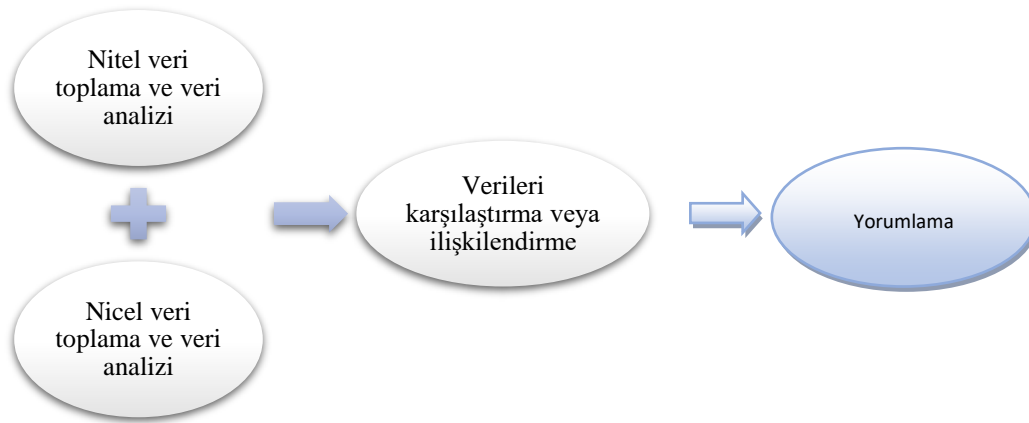 Nitel veri
toplama ve veri
analizi
Nicel veri
toplama ve veri
analizi
Verileri
karşılaştırma veya
ilişkilendirme
Yorumlama